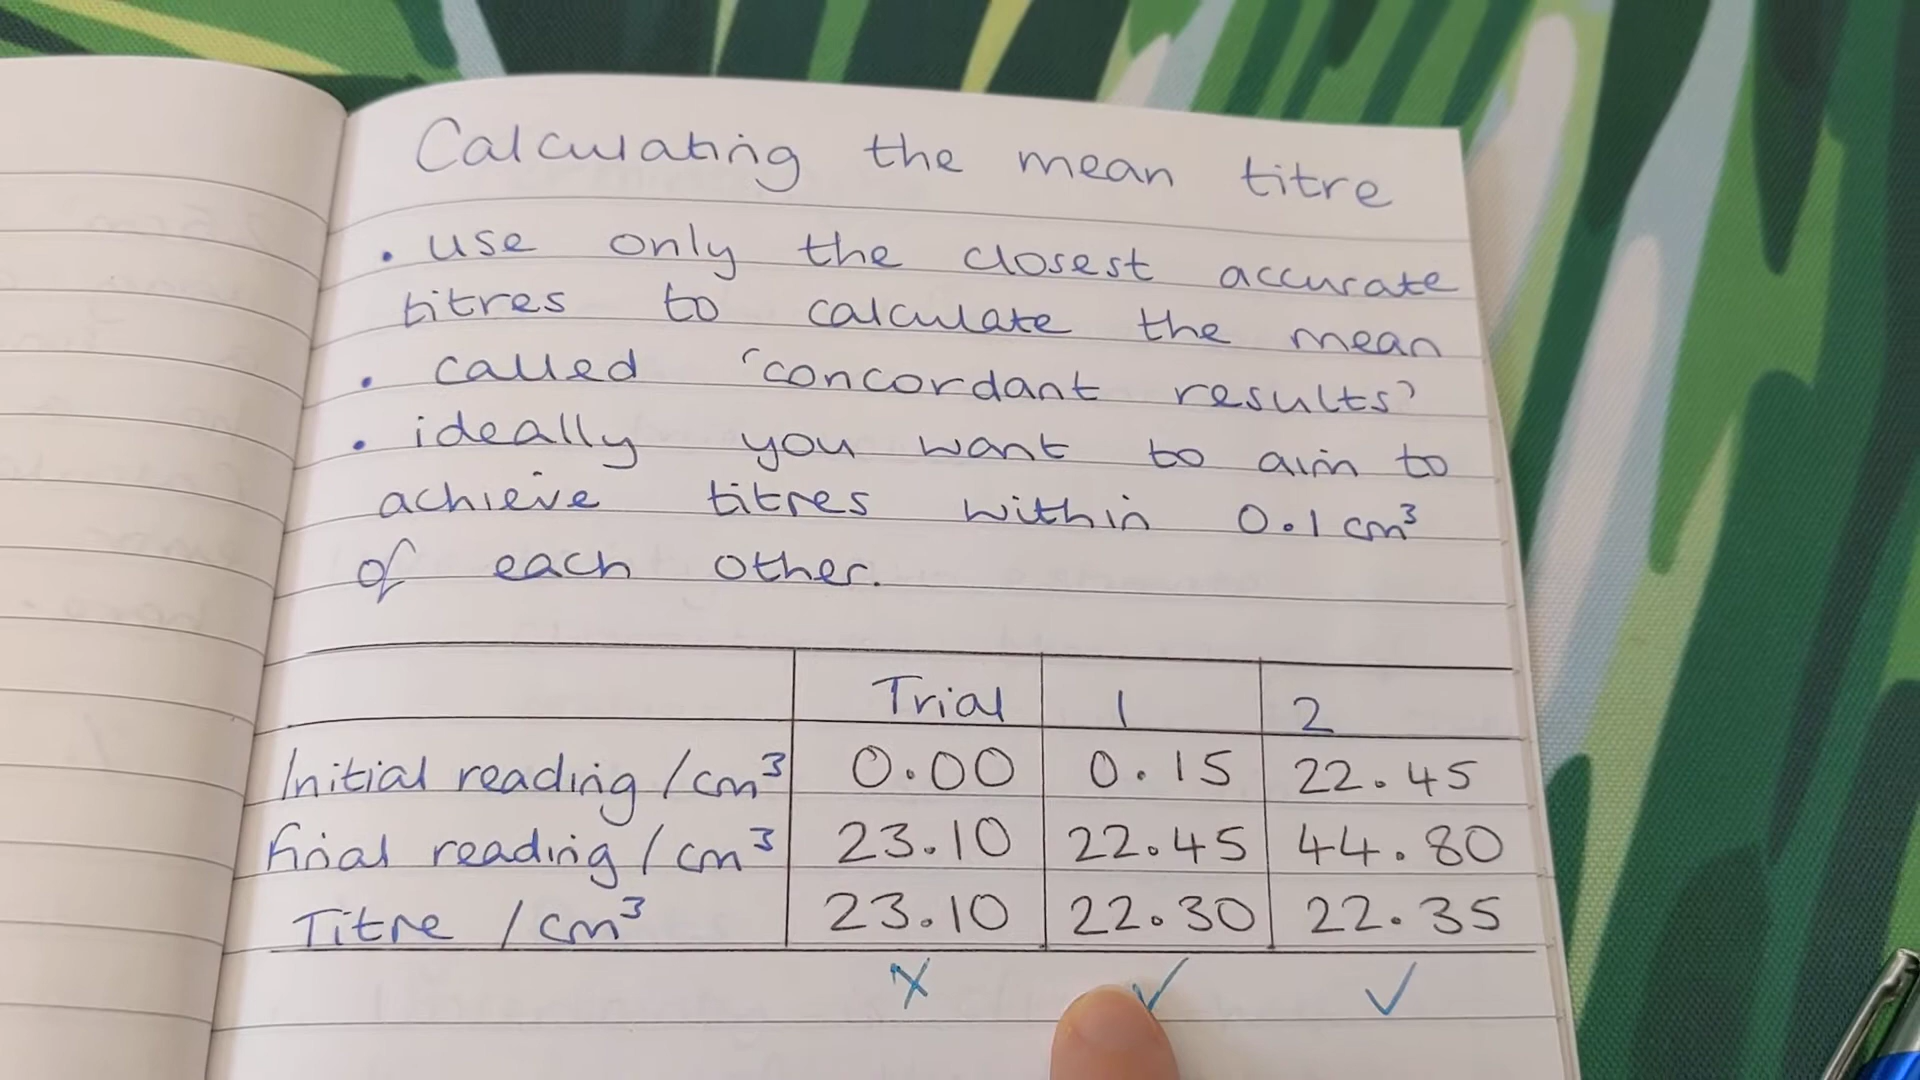 Calculating the mean titre
• use only the closest accurate
titres to calculate the mean
• called 'concordant results'
• ideally you want to aim to
achieve titres within 0.1 cm³
of each other.
Trial 1 2
Initial reading /cm³ 0.00 0.15 22.45
final reading / cm³ 23.10 22.45 44.80
Titre / cm³ 23.10 22.30 22.35